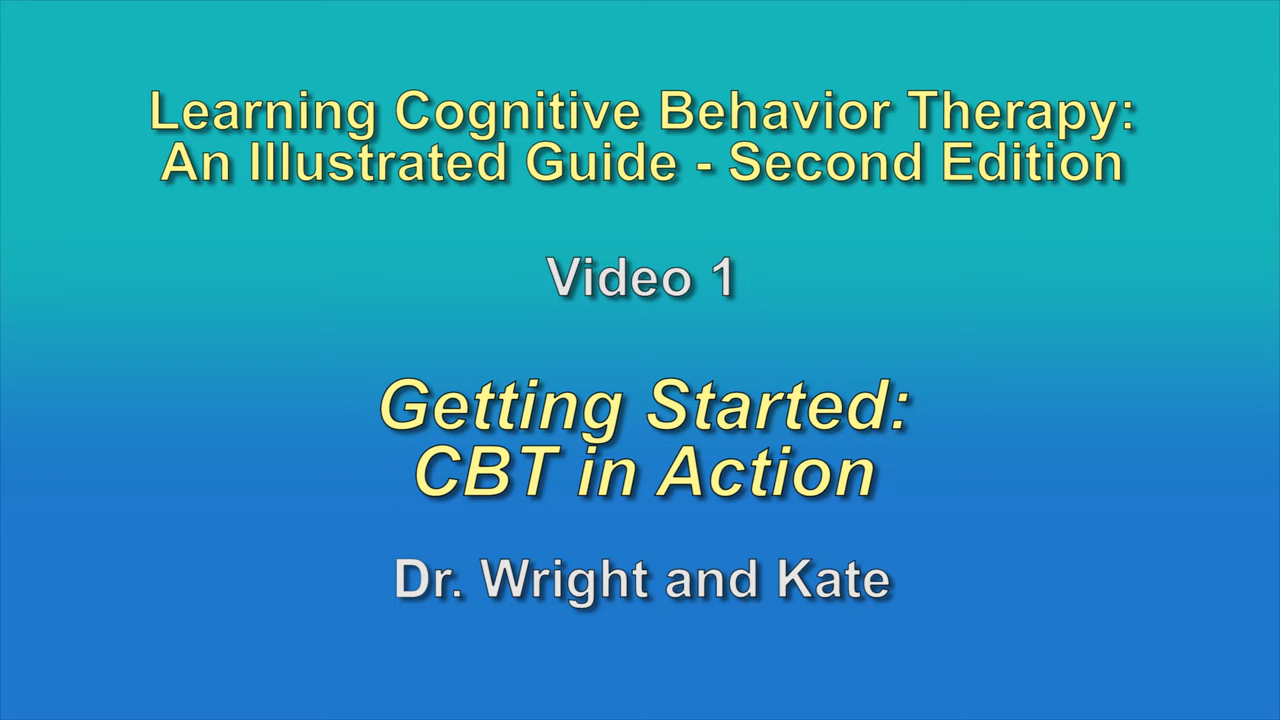 Learning Cognitive Behavior Therapy:
An Illustrated Guide - Second Edition
Video 1
Getting Started:
CBT in Action
Dr. Wright and Kate